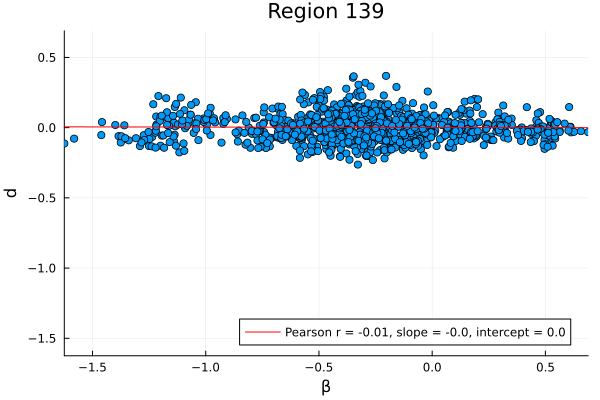 Region 139
0.5
0.0
−0.5
−1.0
−1.5
d
Pearson r = -0.01, slope = -0.0, intercept = 0.0
−1.5 −1.0 −0.5 0.0 0.5
β